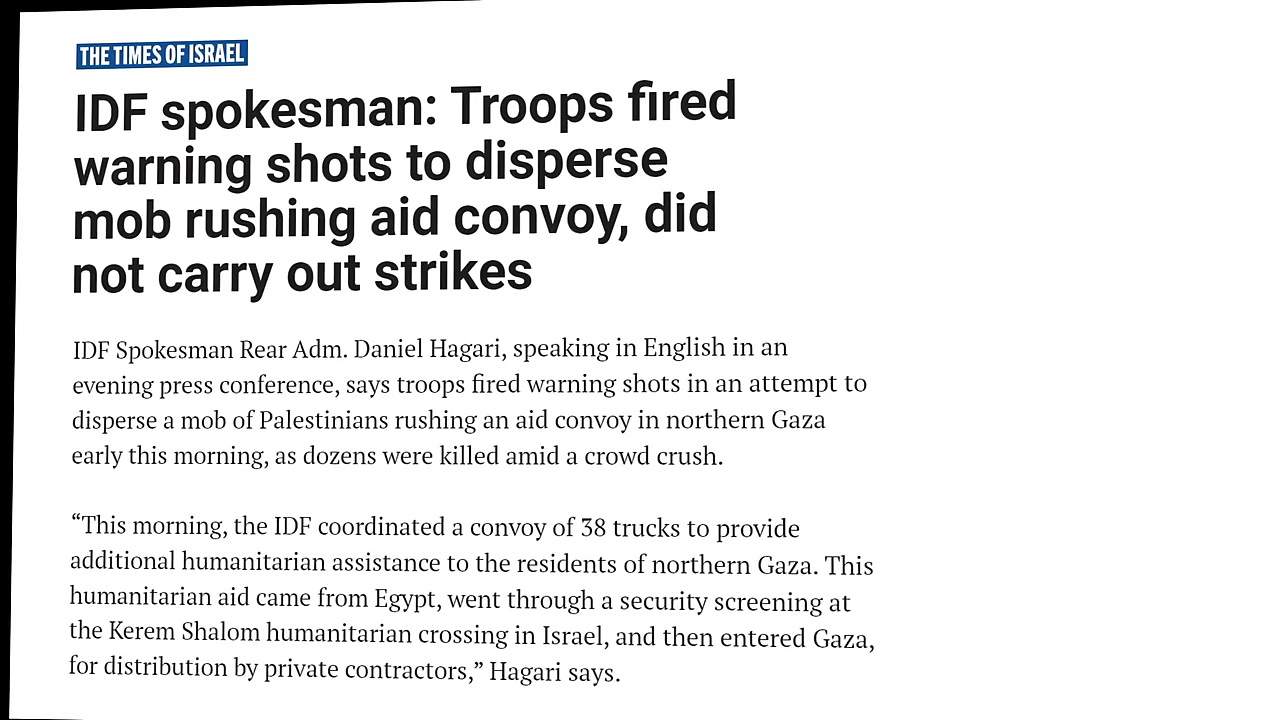 THE TIMES OF ISRAEL
IDF spokesman: Troops fired
warning shots to disperse
mob rushing aid convoy, did
not carry out strikes
IDF Spokesman Rear Adm. Daniel Hagari, speaking in English in an
evening press conference, says troops fired warning shots in an attempt to
disperse a mob of Palestinians rushing an aid convoy in northern Gaza
early this morning, as dozens were killed amid a crowd crush.
“This morning, the IDF coordinated a convoy of 38 trucks to provide
additional humanitarian assistance to the residents of northern Gaza. This
humanitarian aid came from Egypt, went through a security screening at
the Kerem Shalom humanitarian crossing in Israel, and then entered Gaza,
for distribution by private contractors,” Hagari says.